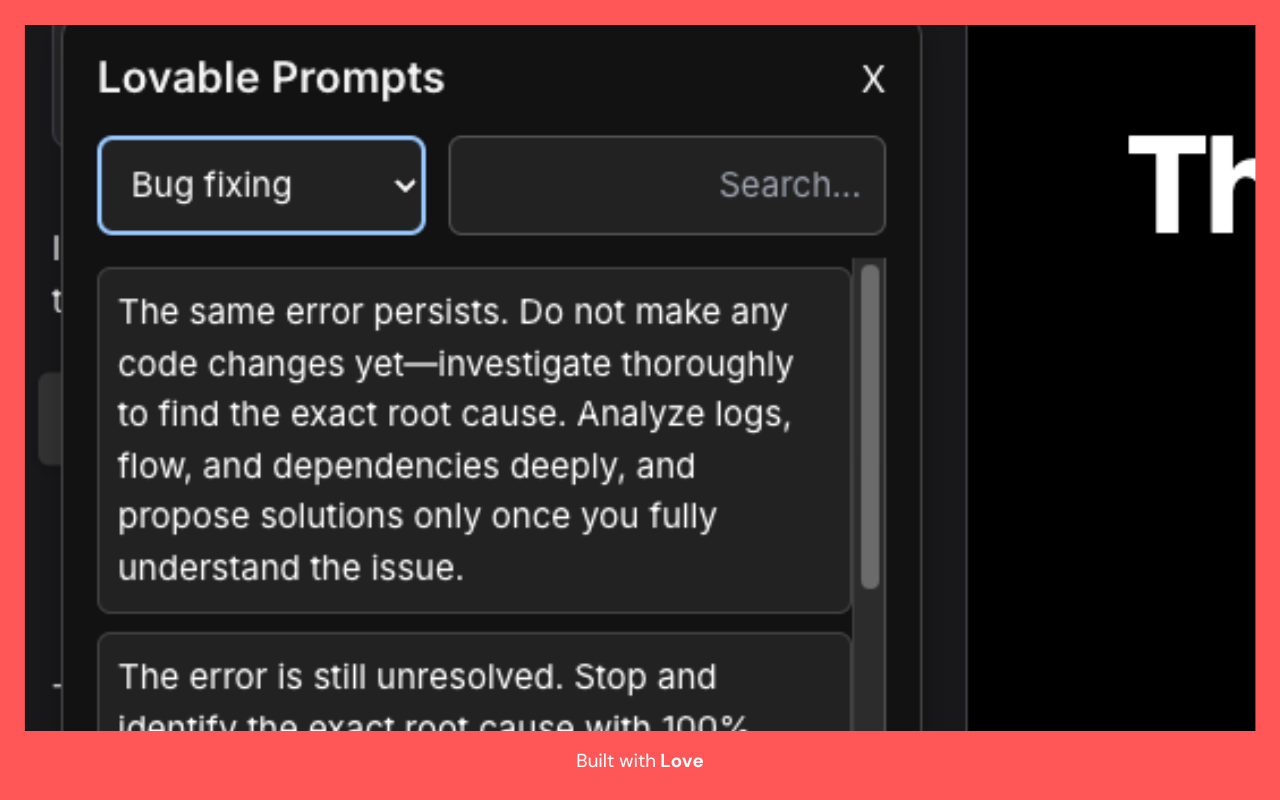 Lovable Prompts
X
Bug fixing
Search...
The same error persists. Do not make any
code changes yet—investigate thoroughly
to find the exact root cause. Analyze logs,
flow, and dependencies deeply, and
propose solutions only once you fully
understand the issue.
The error is still unresolved. Stop and
identify the exact root cause with 100%
Built with Love